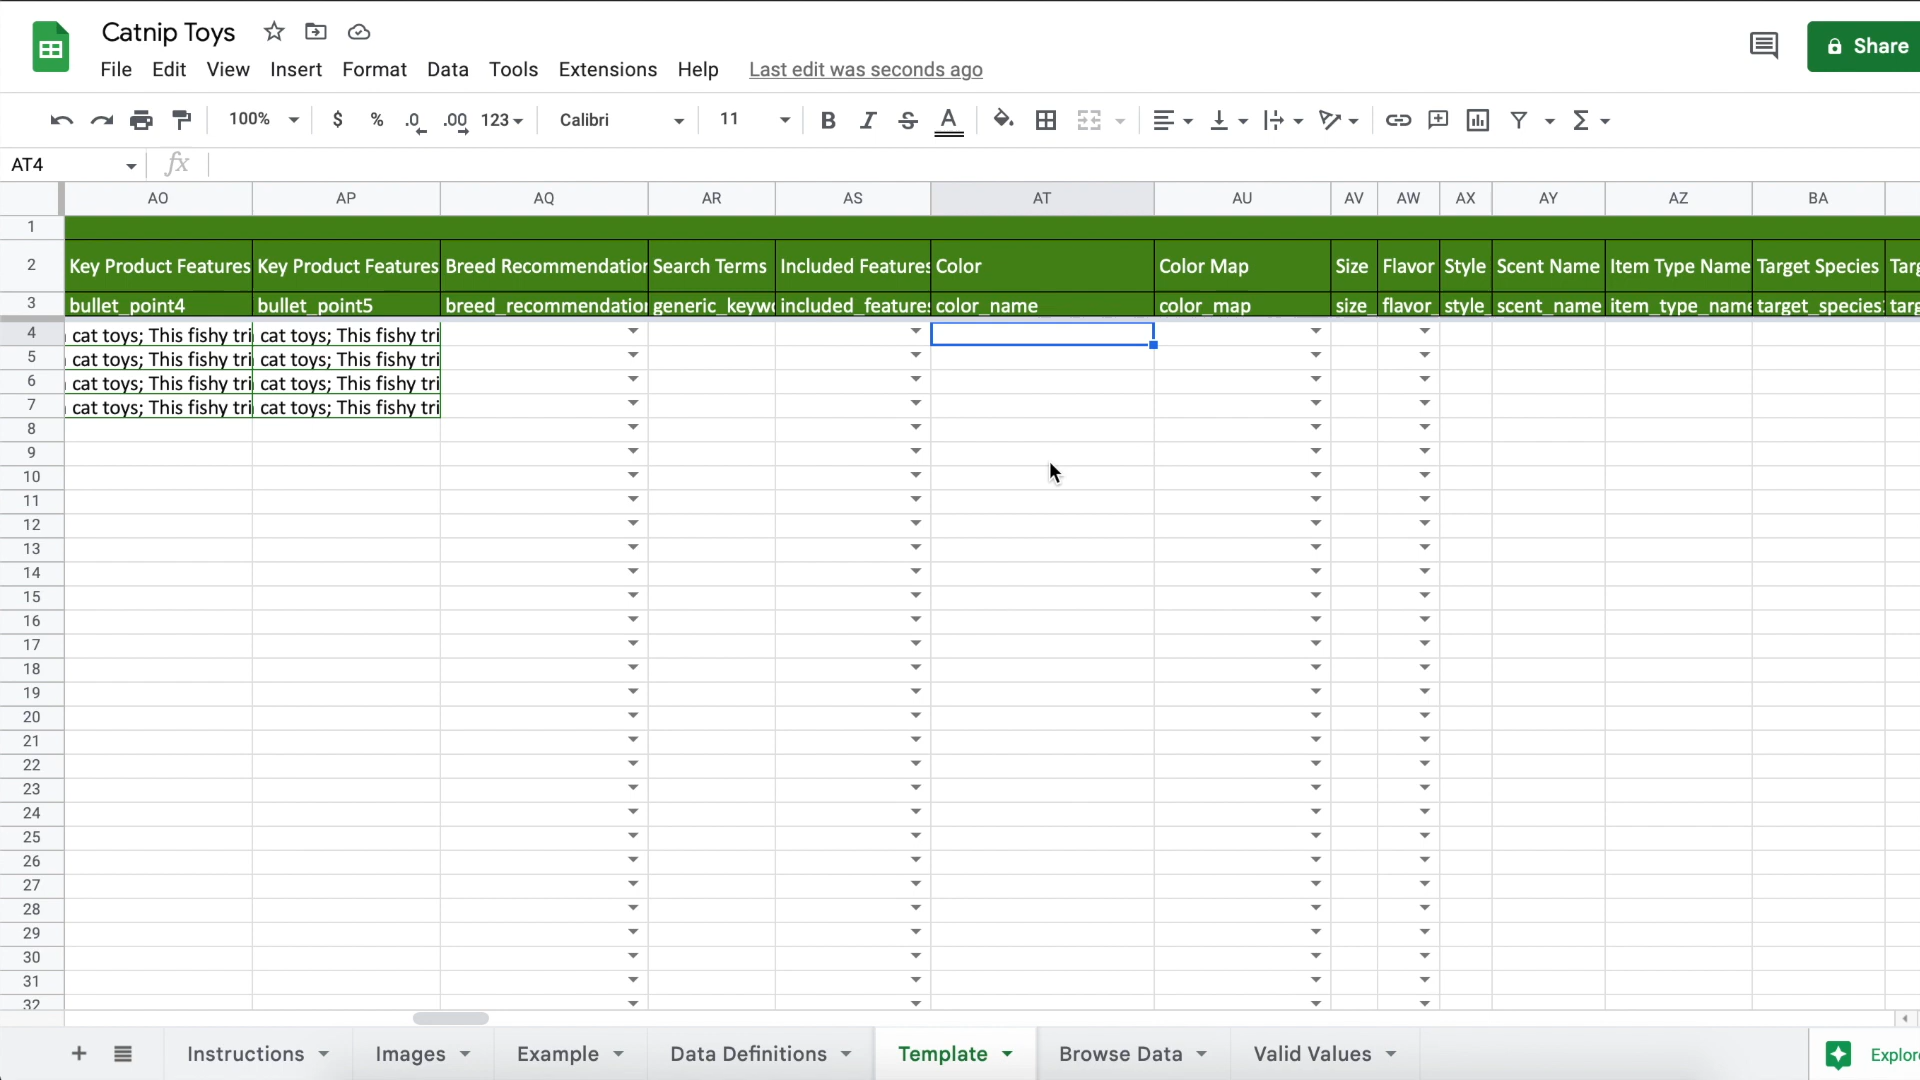 Catnip Toys
File Edit View Insert Format Data Tools Extensions Help Last edit was seconds ago
Share
100% $ % .0 .00 123 Calibri 11 B I S A
AT4 fx
AO AP AQ AR AS AT AU AV AW AX AY AZ BA
1
2 Key Product Features Key Product Features Breed Recommendation Search Terms Included Features Color Color Map Size Flavor Style Scent Name Item Type Name Target Species Targ
3 bullet_point4 bullet_point5 breed_recommendation generic_keywo included_features color_name color_map size_ flavor_ style_ scent_name item_type_name target_species targ
4 cat toys; This fishy tri cat toys; This fishy tri
5 cat toys; This fishy tri cat toys; This fishy tri
6 cat toys; This fishy tri cat toys; This fishy tri
7 cat toys; This fishy tri cat toys; This fishy tri
8
9
10
11
12
13
14
15
16
17
18
19
20
21
22
23
24
25
26
27
28
29
30
31
32
Instructions Images Example Data Definitions Template Browse Data Valid Values Explore